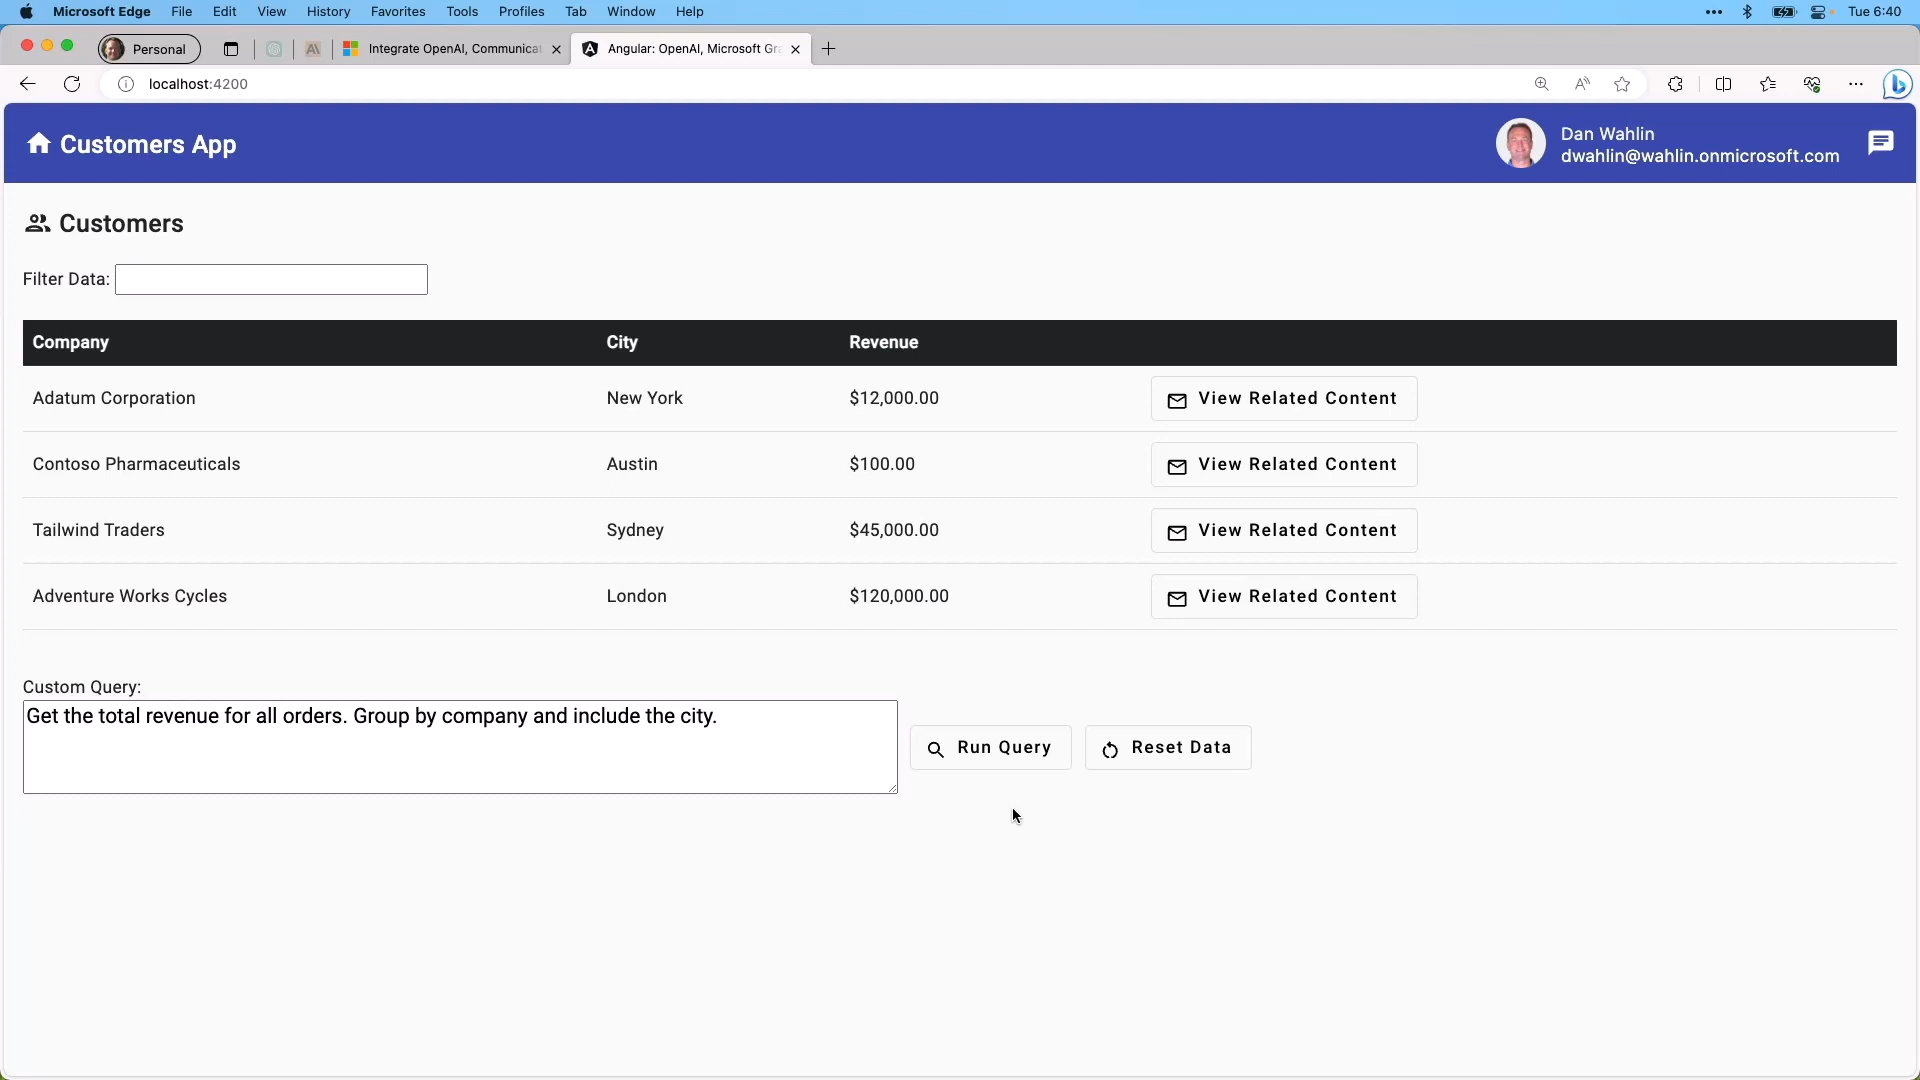 Microsoft Edge File Edit View History Favorites Tools Profiles Tab Window Help Tue 6:40
Personal Integrate OpenAI, Communica Angular: OpenAI, Microsoft Gr
localhost:4200
Customers App
Dan Wahlin
dwahlin@wahlin.onmicrosoft.com
Customers
Filter Data:
Company City Revenue
Adatum Corporation New York $12,000.00 View Related Content
Contoso Pharmaceuticals Austin $100.00 View Related Content
Tailwind Traders Sydney $45,000.00 View Related Content
Adventure Works Cycles London $120,000.00 View Related Content
Custom Query:
Get the total revenue for all orders. Group by company and include the city.
Run Query Reset Data